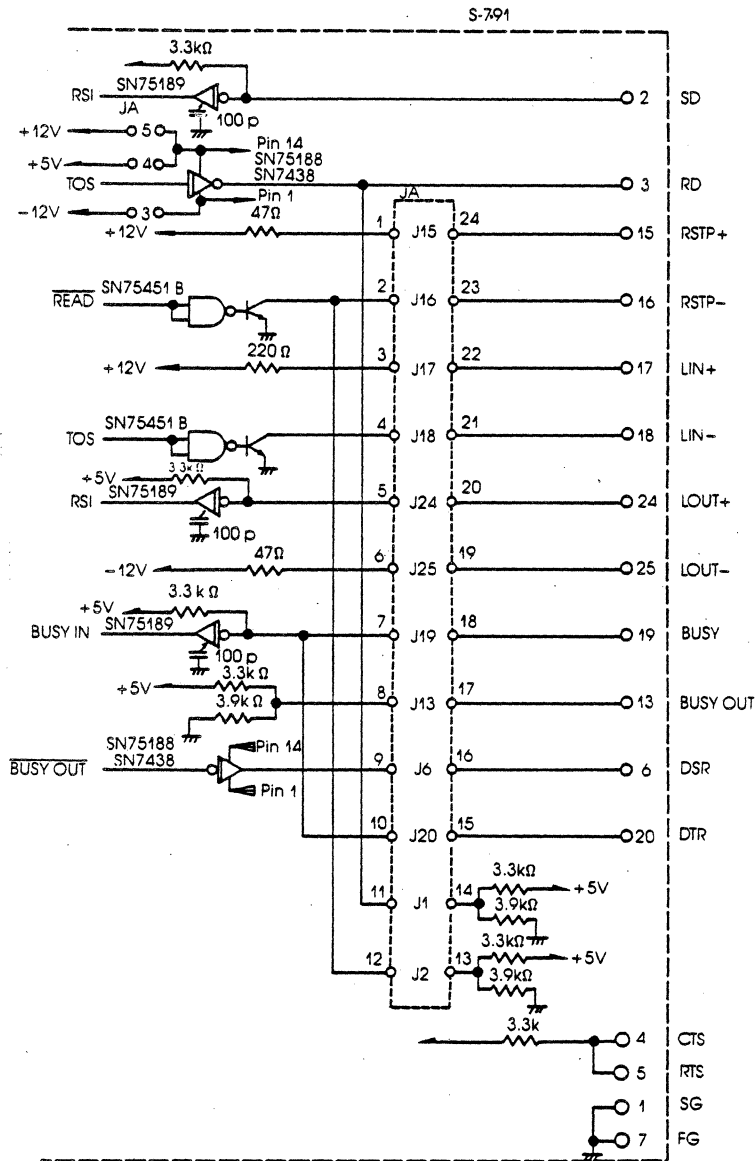 S-791
3.3kΩ
RSI SN75189 2 SD
JA 100 p
+12V 5
Pin 14
+5V 4 SN75188
TOS SN7438 3 RD
Pin 1 JA
-12V 3 47Ω
+12V 1 J15 24 15 RSTP+
READ SN75451 B 2 J16 23 16 RSTP-
220 Ω
+12V 3 J17 22 17 LIN+
TOS SN75451 B 4 J18 21 18 LIN-
+5V 3.3kΩ
RSI SN75189 5 J24 20 24 LOUT+
100 p
-12V 47Ω 6 J25 19 25 LOUT-
+5V 3.3 kΩ
BUSY IN SN75189 7 J19 18 19 BUSY
100 p
3.3kΩ
+5V 8 J13 17 13 BUSY OUT
3.9kΩ
SN75188 Pin 14
BUSY OUT SN7438 9 J6 16 6 DSR
Pin 1
10 J20 15 20 DTR
3.3kΩ
+5V
11 J1 14 3.9kΩ
3.3kΩ
+5V
12 J2 13 3.9kΩ
3.3k 4 CTS
5 RTS
1 SG
7 FG